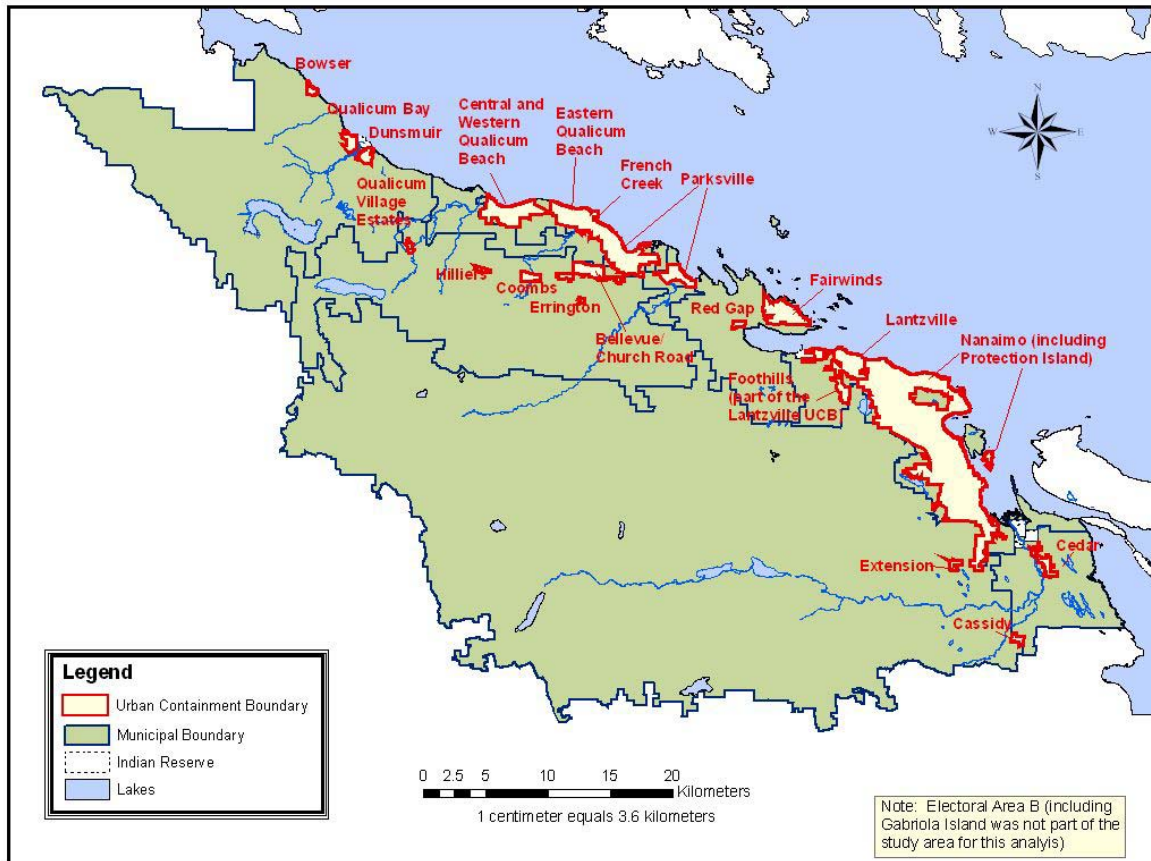 Bowser
Qualicum Bay
Dunsmuir
Central and
Western
Qualicum
Beach
Eastern
Qualicum
Beach
French
Creek
Parksville
N
W
E
S
Qualicum
Village
Estates
Hilliers
Coombs
Errington
Bellevue/
Church Road
Red Gap
Fairwinds
Lantzville
Nanaimo (including
Protection Island)
Foothills
(part of the
Lantzville UCB)
Extension
Cedar
Cassidy
Legend
Urban Containment Boundary
Municipal Boundary
Indian Reserve
Lakes
0 2.5 5 10 15 20
Kilometers
1 centimeter equals 3.6 kilometers
Note: Electoral Area B (including
Gabriola Island was not part of the
study area for this analyis)